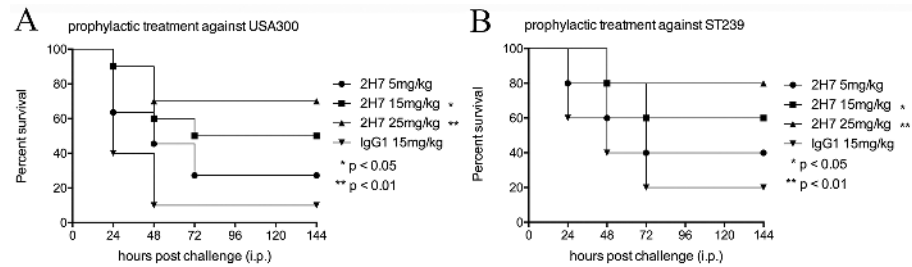 A
prophylactic treatment against USA300
Percent survival
100
80
60
40
20
0
0 24 48 72 96 120 144
hours post challenge (i.p.)
2H7 5mg/kg
2H7 15mg/kg *
2H7 25mg/kg **
IgG1 15mg/kg
* p < 0.05
** p < 0.01
B
prophylactic treatment against ST239
Percent survival
100
80
60
40
20
0
0 24 48 72 96 120 144
hours post challenge (i.p.)
2H7 5mg/kg
2H7 15mg/kg *
2H7 25mg/kg **
IgG1 15mg/kg
* p < 0.05
** p < 0.01